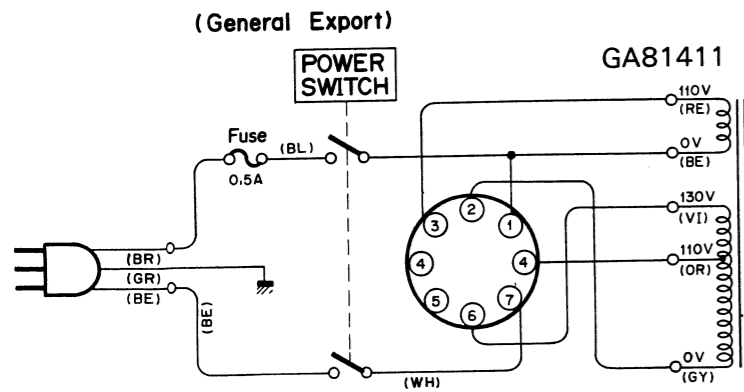 (General Export)
POWER
SWITCH
GA81411
110V
(RE)
Fuse
(BL)
0.5A
0V
(BE)
130V
(VI)
110V
(OR)
0V
(GY)
2
3
1
4
4
5
7
6
(BR)
(GR)
(BE)
(BE)
(WH)